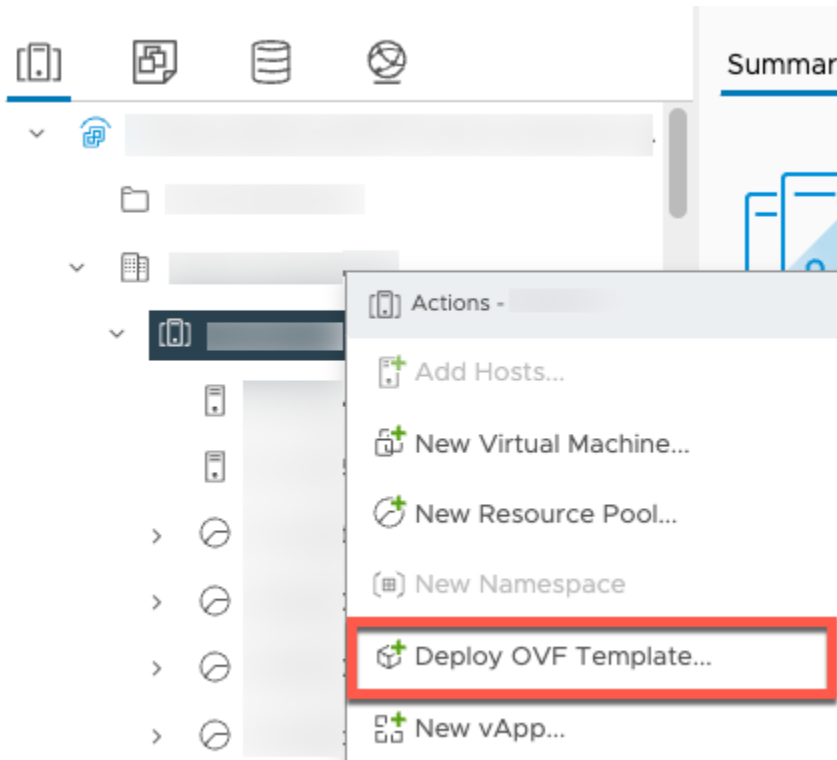 Summar
Actions -
Add Hosts...
New Virtual Machine...
New Resource Pool...
New Namespace
Deploy OVF Template...
New vApp...